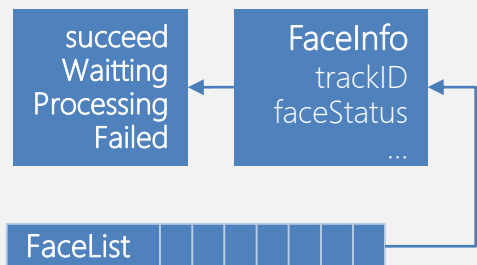 succeed
Waitting
Processing
Failed
FaceInfo
trackID
faceStatus
...
FaceList